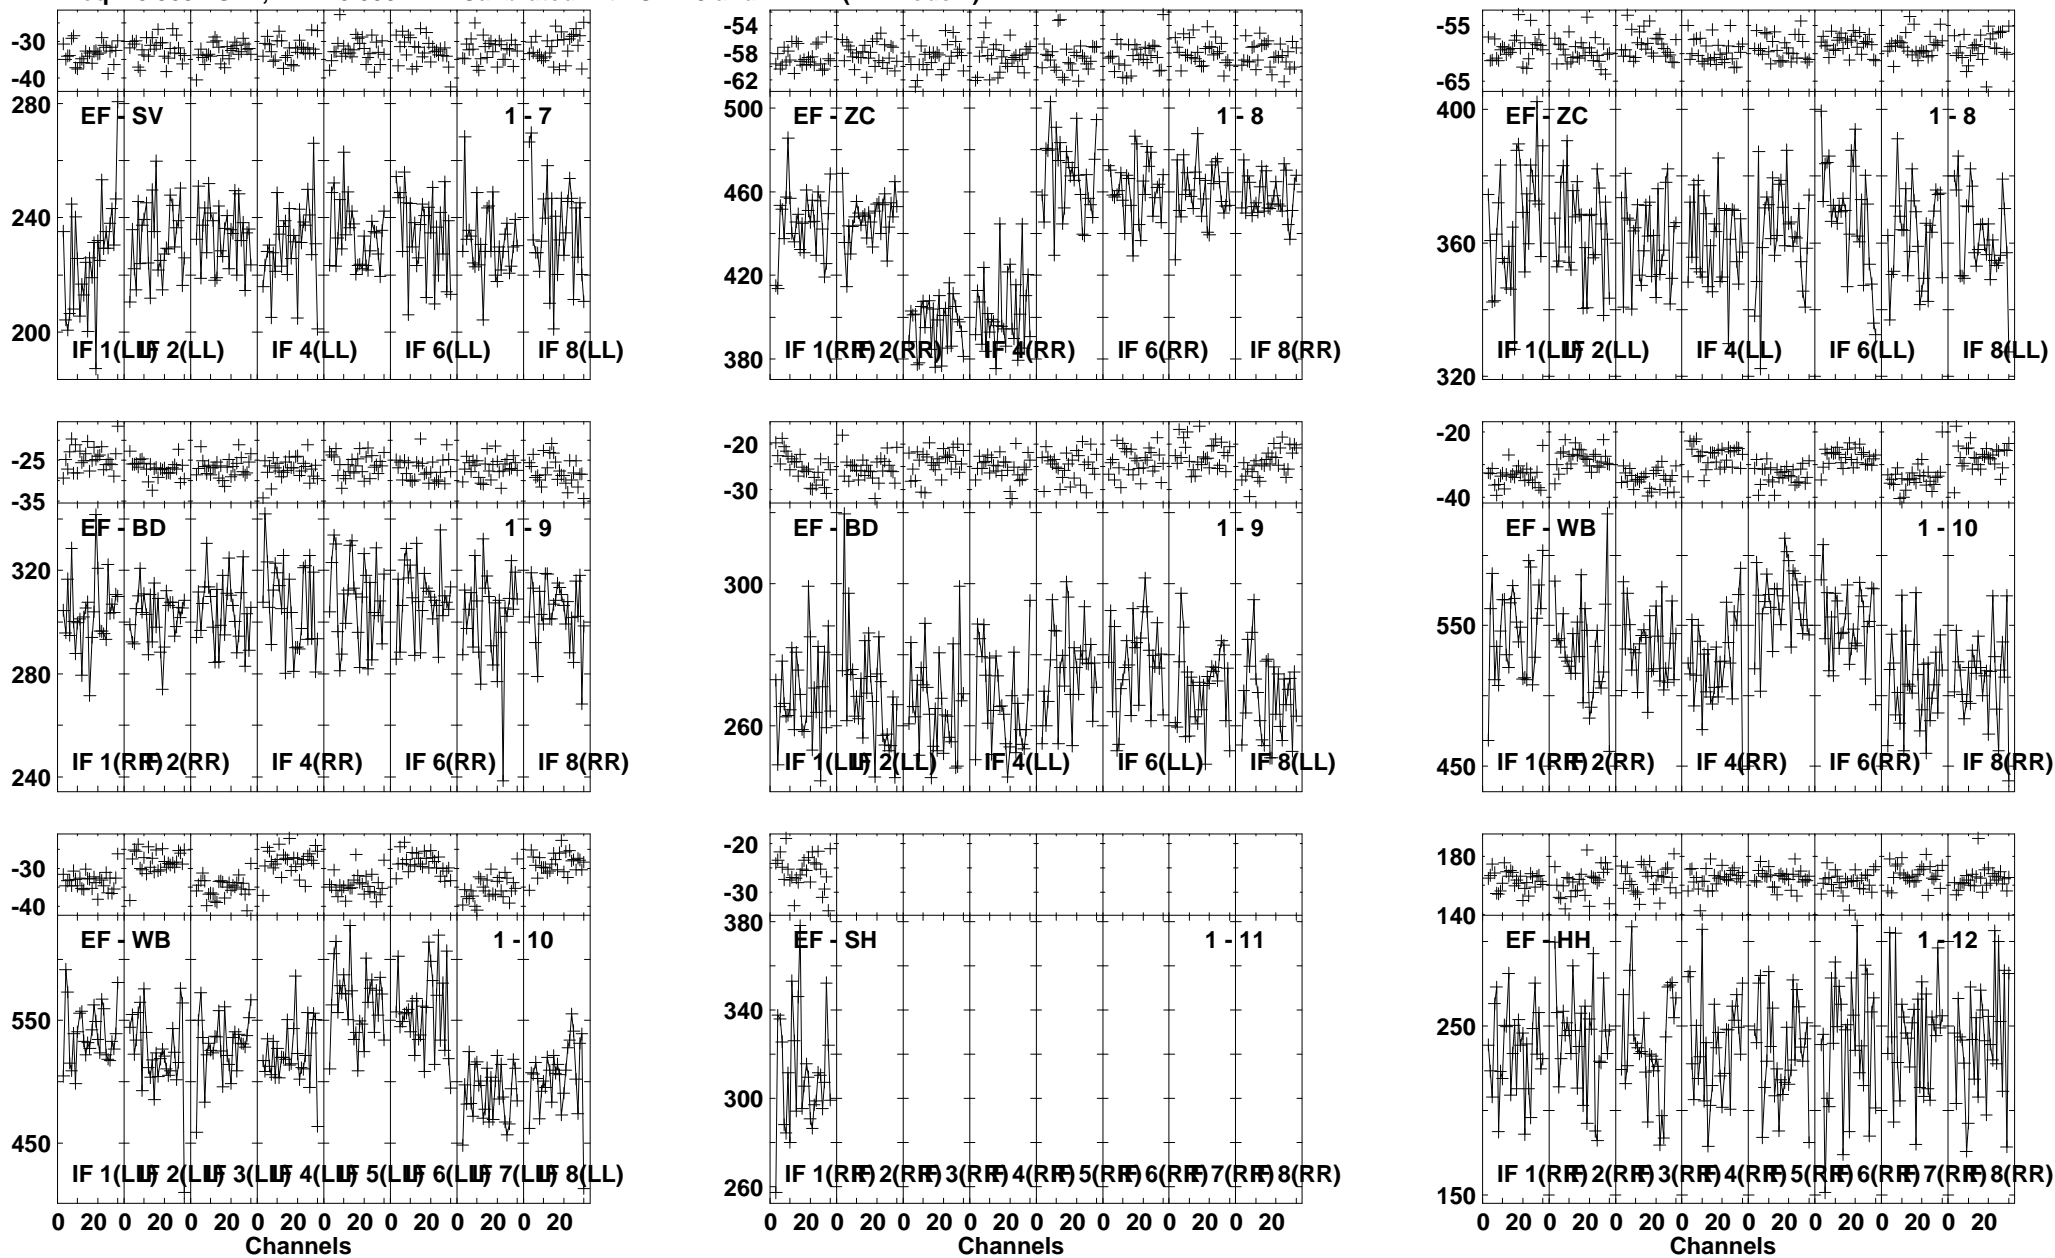 -30
-40
280
240
200
EF - SV 1 - 7
IF 1(LL) IF 2(LL) IF 4(LL) IF 6(LL) IF 8(LL)
-54
-58
-62
500
460
420
380
EF - ZC 1 - 8
IF 1(RR) IF 2(RR) IF 4(RR) IF 6(RR) IF 8(RR)
-55
-65
400
360
320
EF - ZC 1 - 8
IF 1(LL) IF 2(LL) IF 4(LL) IF 6(LL) IF 8(LL)
-25
-35
320
280
240
EF - BD 1 - 9
IF 1(RR) IF 2(RR) IF 4(RR) IF 6(RR) IF 8(RR)
-20
-30
300
260
EF - BD 1 - 9
IF 1(LL) IF 2(LL) IF 4(LL) IF 6(LL) IF 8(LL)
-20
-40
550
450
EF - WB 1 - 10
IF 1(RR) IF 2(RR) IF 4(RR) IF 6(RR) IF 8(RR)
-30
-40
550
450
EF - WB 1 - 10
IF 1(LL) IF 2(LL) IF 3(LL) IF 4(LL) IF 5(LL) IF 6(LL) IF 7(LL) IF 8(LL)
0 20 0 20 0 20 0 20 0 20 0 20 0 20 0 20
Channels
-20
-30
380
340
300
260
EF - SH 1 - 11
IF 1(RR) IF 2(RR) IF 3(RR) IF 4(RR) IF 5(RR) IF 6(RR) IF 7(RR) IF 8(RR)
0 20 0 20 0 20 0 20 0 20 0 20 0 20 0 20
Channels
180
140
250
150
EF - HH 1 - 12
IF 1(RR) IF 2(RR) IF 3(RR) IF 4(RR) IF 5(RR) IF 6(RR) IF 7(RR) IF 8(RR)
0 20 0 20 0 20 0 20 0 20 0 20 0 20 0 20
Channels